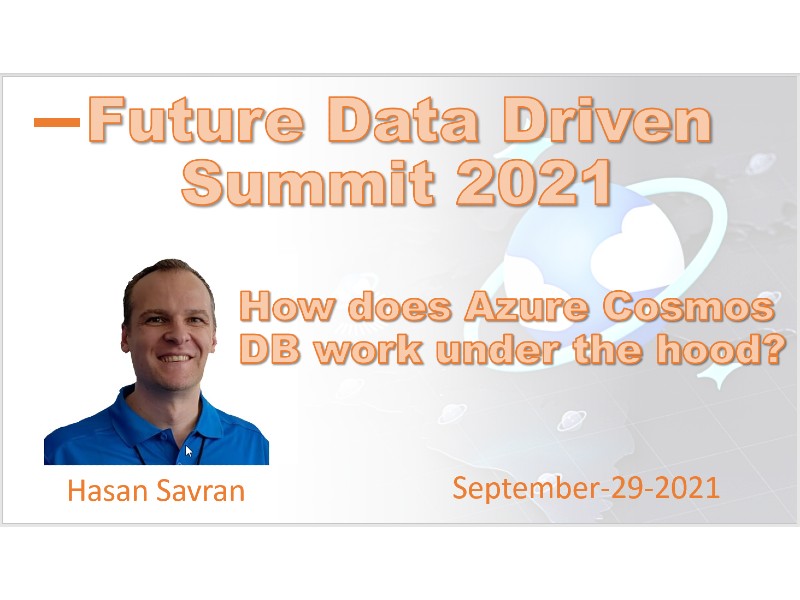 Future Data Driven
Summit 2021
How does Azure Cosmos
DB work under the hood?
Hasan Savran
September-29-2021